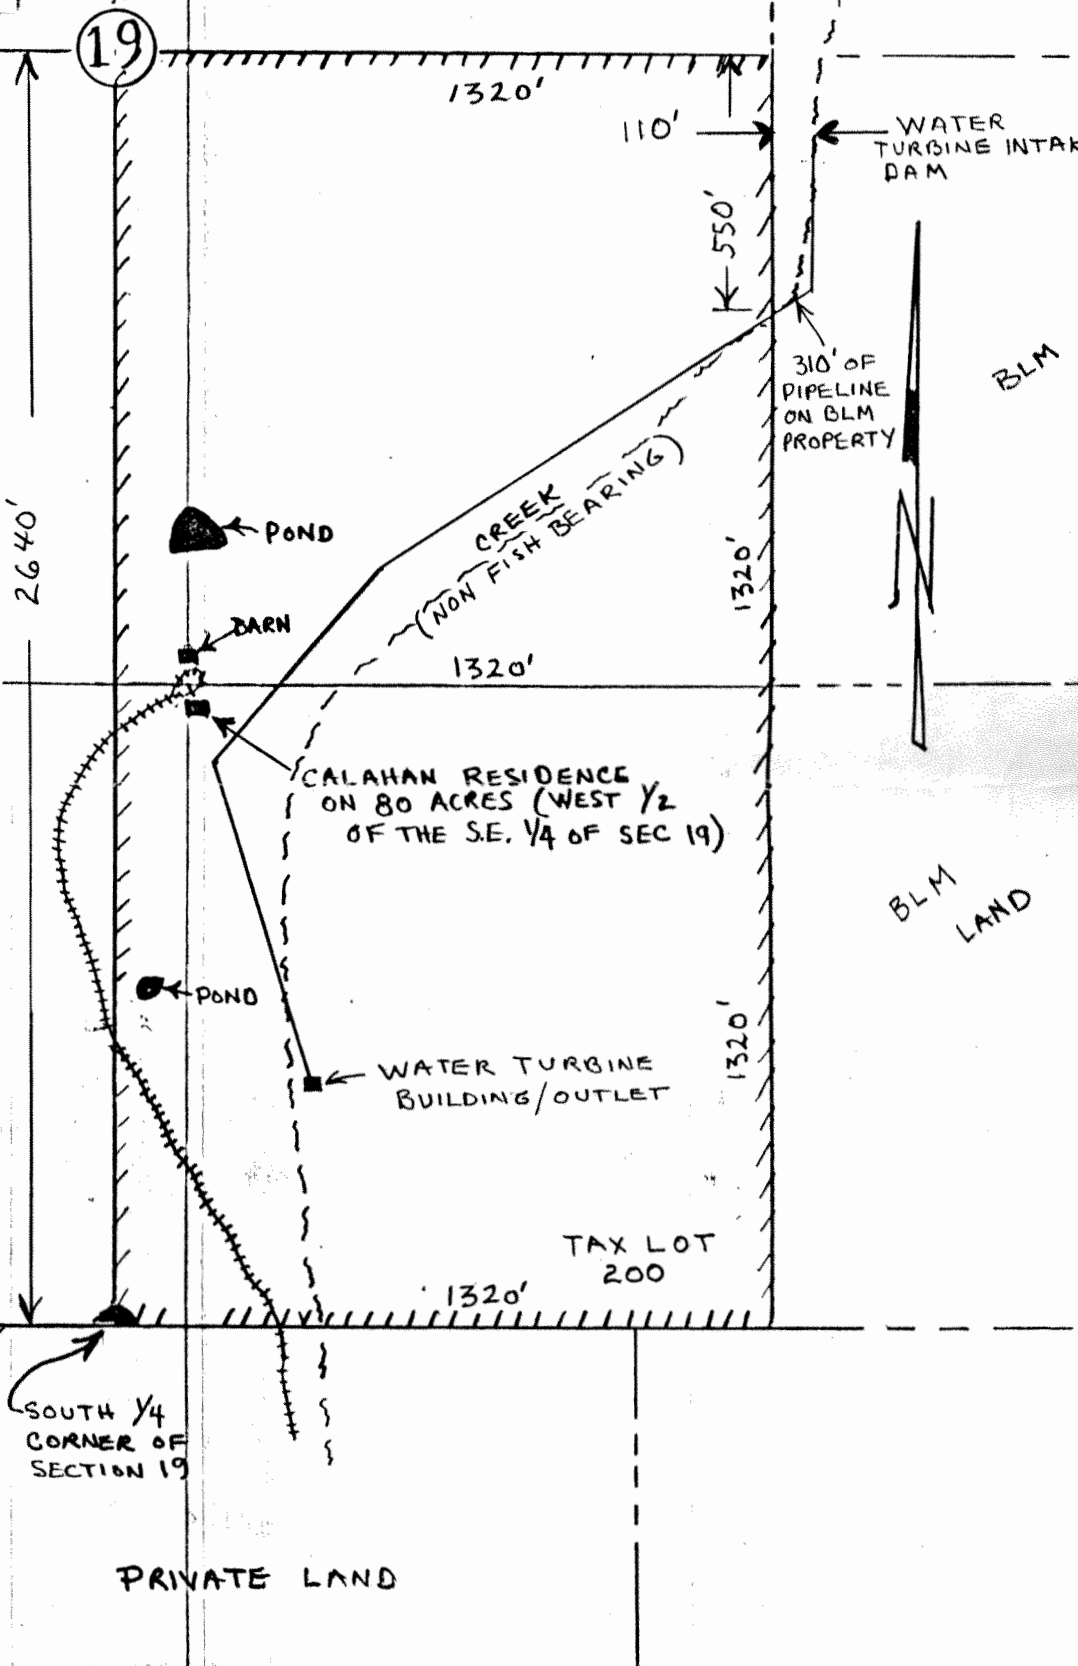 19
1320'
110'
WATER
TURBINE INTAK
DAM
550'
BLM
310' OF
PIPELINE
ON BLM
PROPERTY
CREEK
(NON FISH BEARING)
POND
2640'
1320'
N
BARN
1320'
CALAHAN RESIDENCE
ON 80 ACRES (WEST 1/2
OF THE S.E. 1/4 OF SEC 19)
BLM
LAND
POND
1320'
WATER TURBINE
BUILDING/OUTLET
TAX LOT
200
1320'
SOUTH 1/4
CORNER OF
SECTION 19
PRIVATE LAND